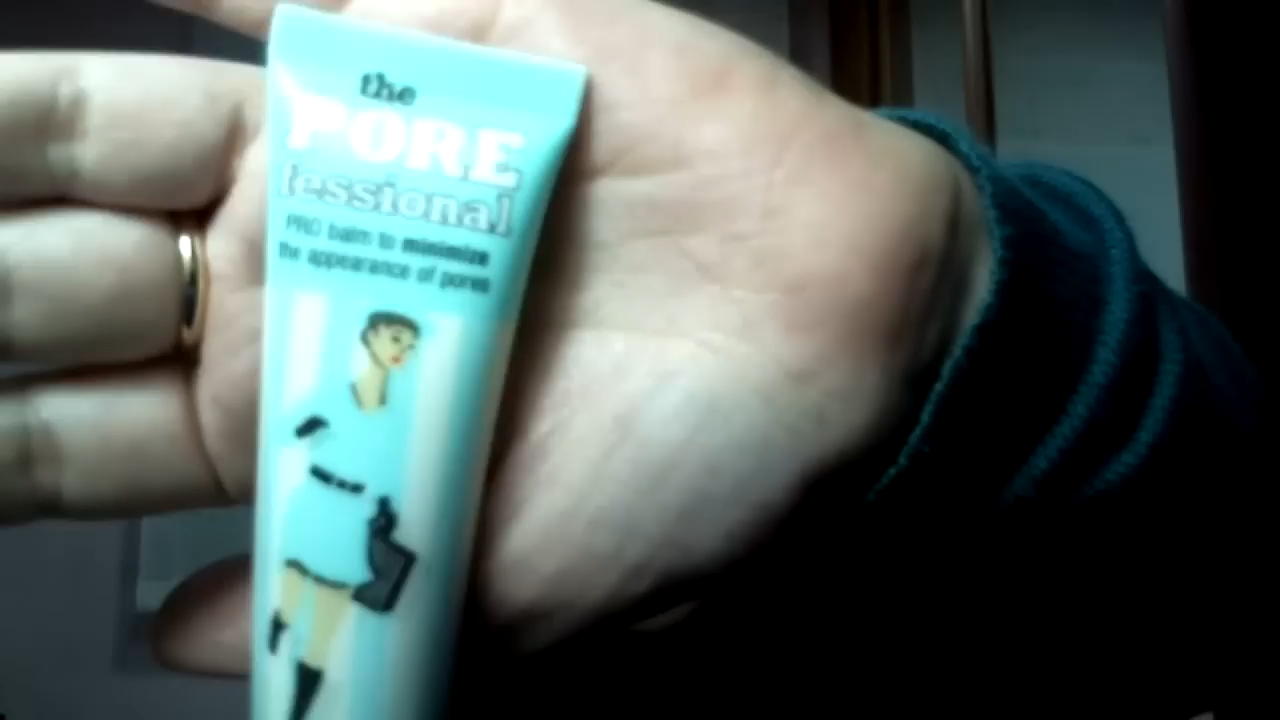 the
PORE
fessional
PRO balm to minimize
the appearance of pores